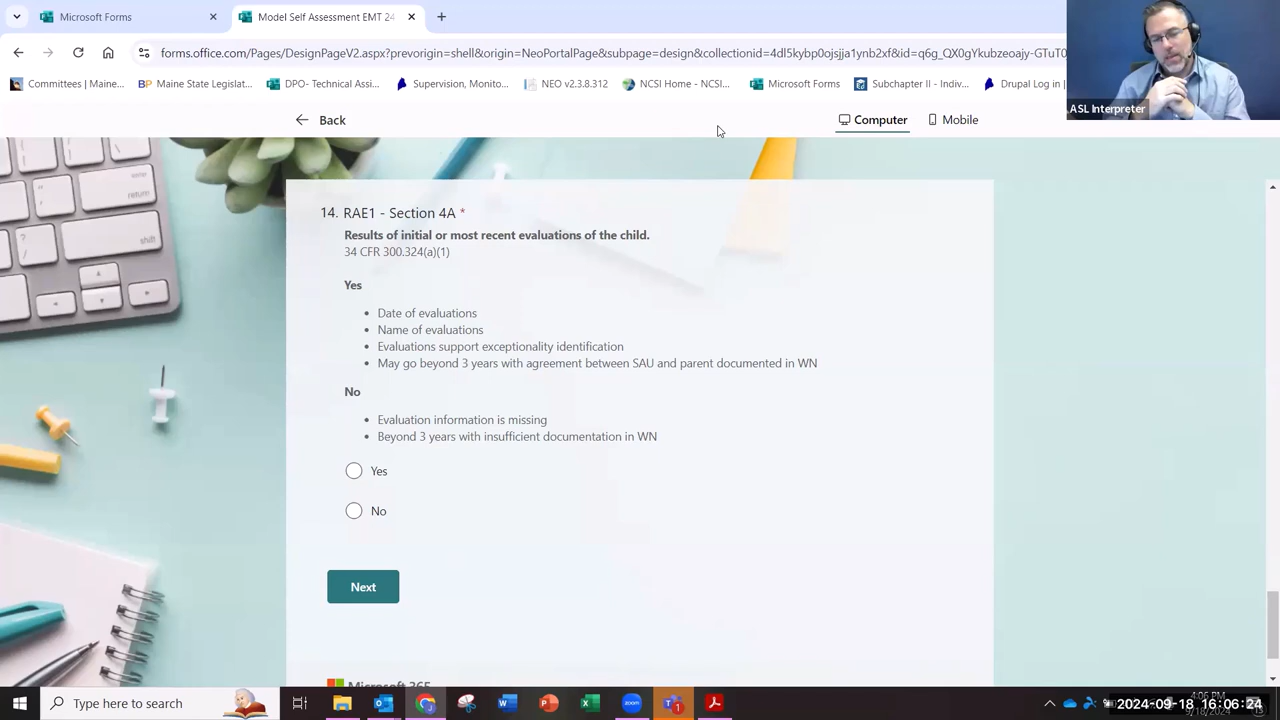 Microsoft Forms
Model Self Assessment EMT 24
forms.office.com/Pages/DesignPageV2.aspx?prevorigin=shell&origin=NeoPortalPage&subpage=design&collectionid=4dl5kybp0ojsjja1ynb2xf&id=q6g_QX0gYkubzeoajy-GTuT0
Committees | Maine...
Maine State Legislat...
DPO- Technical Assi...
Supervision, Monito...
NEO v2.3.8.312
NCSI Home - NCSI...
Microsoft Forms
Subchapter II - Indiv...
Drupal Log in |
ASL Interpreter
Back
Computer
Mobile
14. RAE1 - Section 4A *
Results of initial or most recent evaluations of the child.
34 CFR 300.324(a)(1)
Yes
• Date of evaluations
• Name of evaluations
• Evaluations support exceptionality identification
• May go beyond 3 years with agreement between SAU and parent documented in WN
No
• Evaluation information is missing
• Beyond 3 years with insufficient documentation in WN
Yes
No
Next
Microsoft 365
Type here to search
4:06 PM
2024-09-18 16:06:24